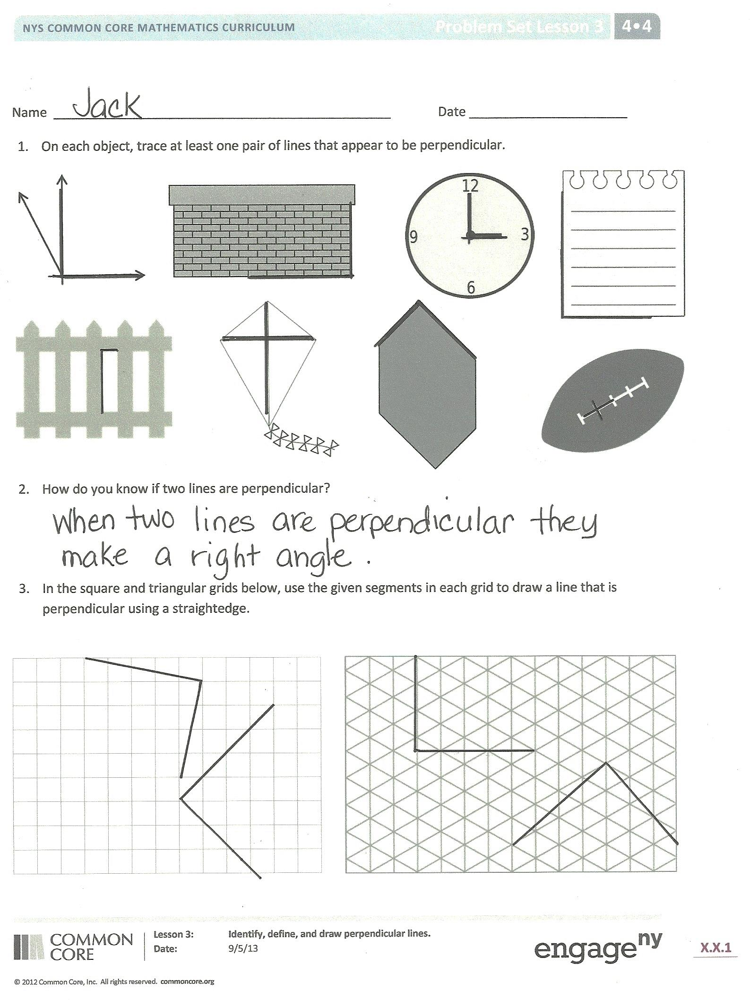 NYS COMMON CORE MATHEMATICS CURRICULUM
Problem Set Lesson 3
4•4
Name Jack
Date
1. On each object, trace at least one pair of lines that appear to be perpendicular.
12
9
3
6
2. How do you know if two lines are perpendicular?
When two lines are perpendicular they
make a right angle.
3. In the square and triangular grids below, use the given segments in each grid to draw a line that is
perpendicular using a straightedge.
COMMON
CORE
Lesson 3: Identify, define, and draw perpendicular lines.
Date: 9/5/13
engageny
X.X.1
© 2012 Common Core, Inc. All rights reserved. commoncore.org